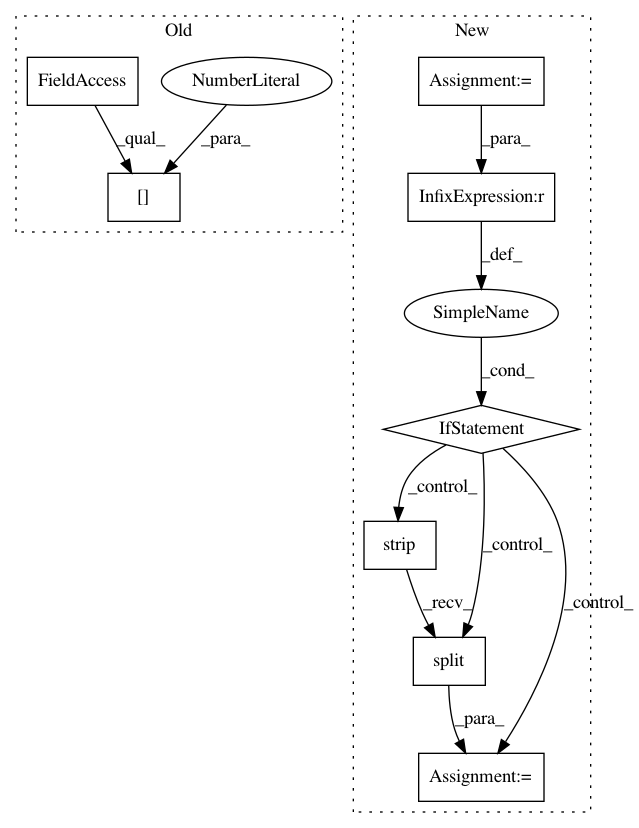 Old
New
FieldAccess
NumberLiteral
Assignment:=
_qual_
_para_
_para_
[]
InfixExpression:r
_def_
SimpleName
_cond_
IfStatement
_control_
strip
_control_
_recv_
_control_
split
_para_
Assignment:=